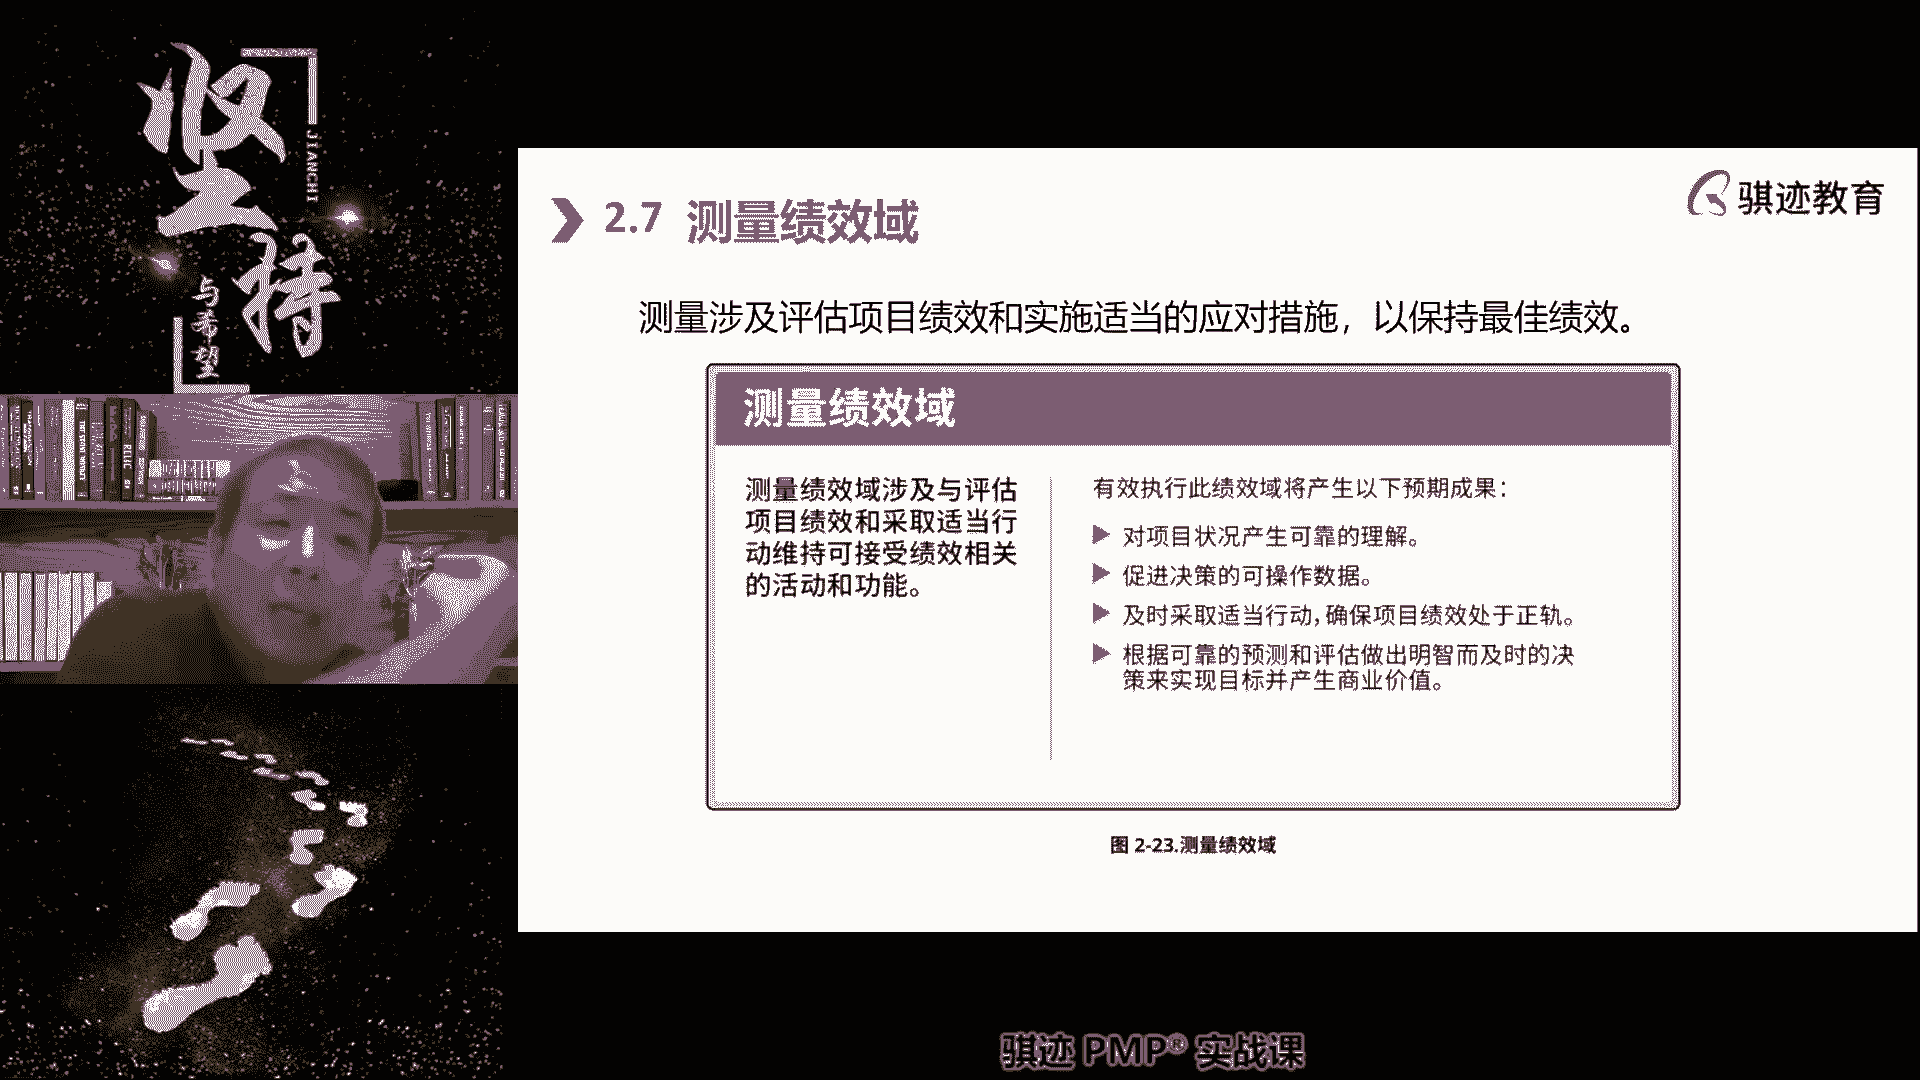 坚持
JIANCHI
与希望
2.7 测量绩效域
骐迹教育
测量涉及评估项目绩效和实施适当的应对措施，以保持最佳绩效。
测量绩效域
测量绩效域涉及与评估
项目绩效和采取适当行
动维持可接受绩效相关
的活动和功能。
有效执行此绩效域将产生以下预期成果：
对项目状况产生可靠的理解。
促进决策的可操作数据。
及时采取适当行动，确保项目绩效处于正轨。
根据可靠的预测和评估做出明智而及时的决
策来实现目标并产生商业价值。
图 2-23.测量绩效域
骐迹 PMP® 实战课